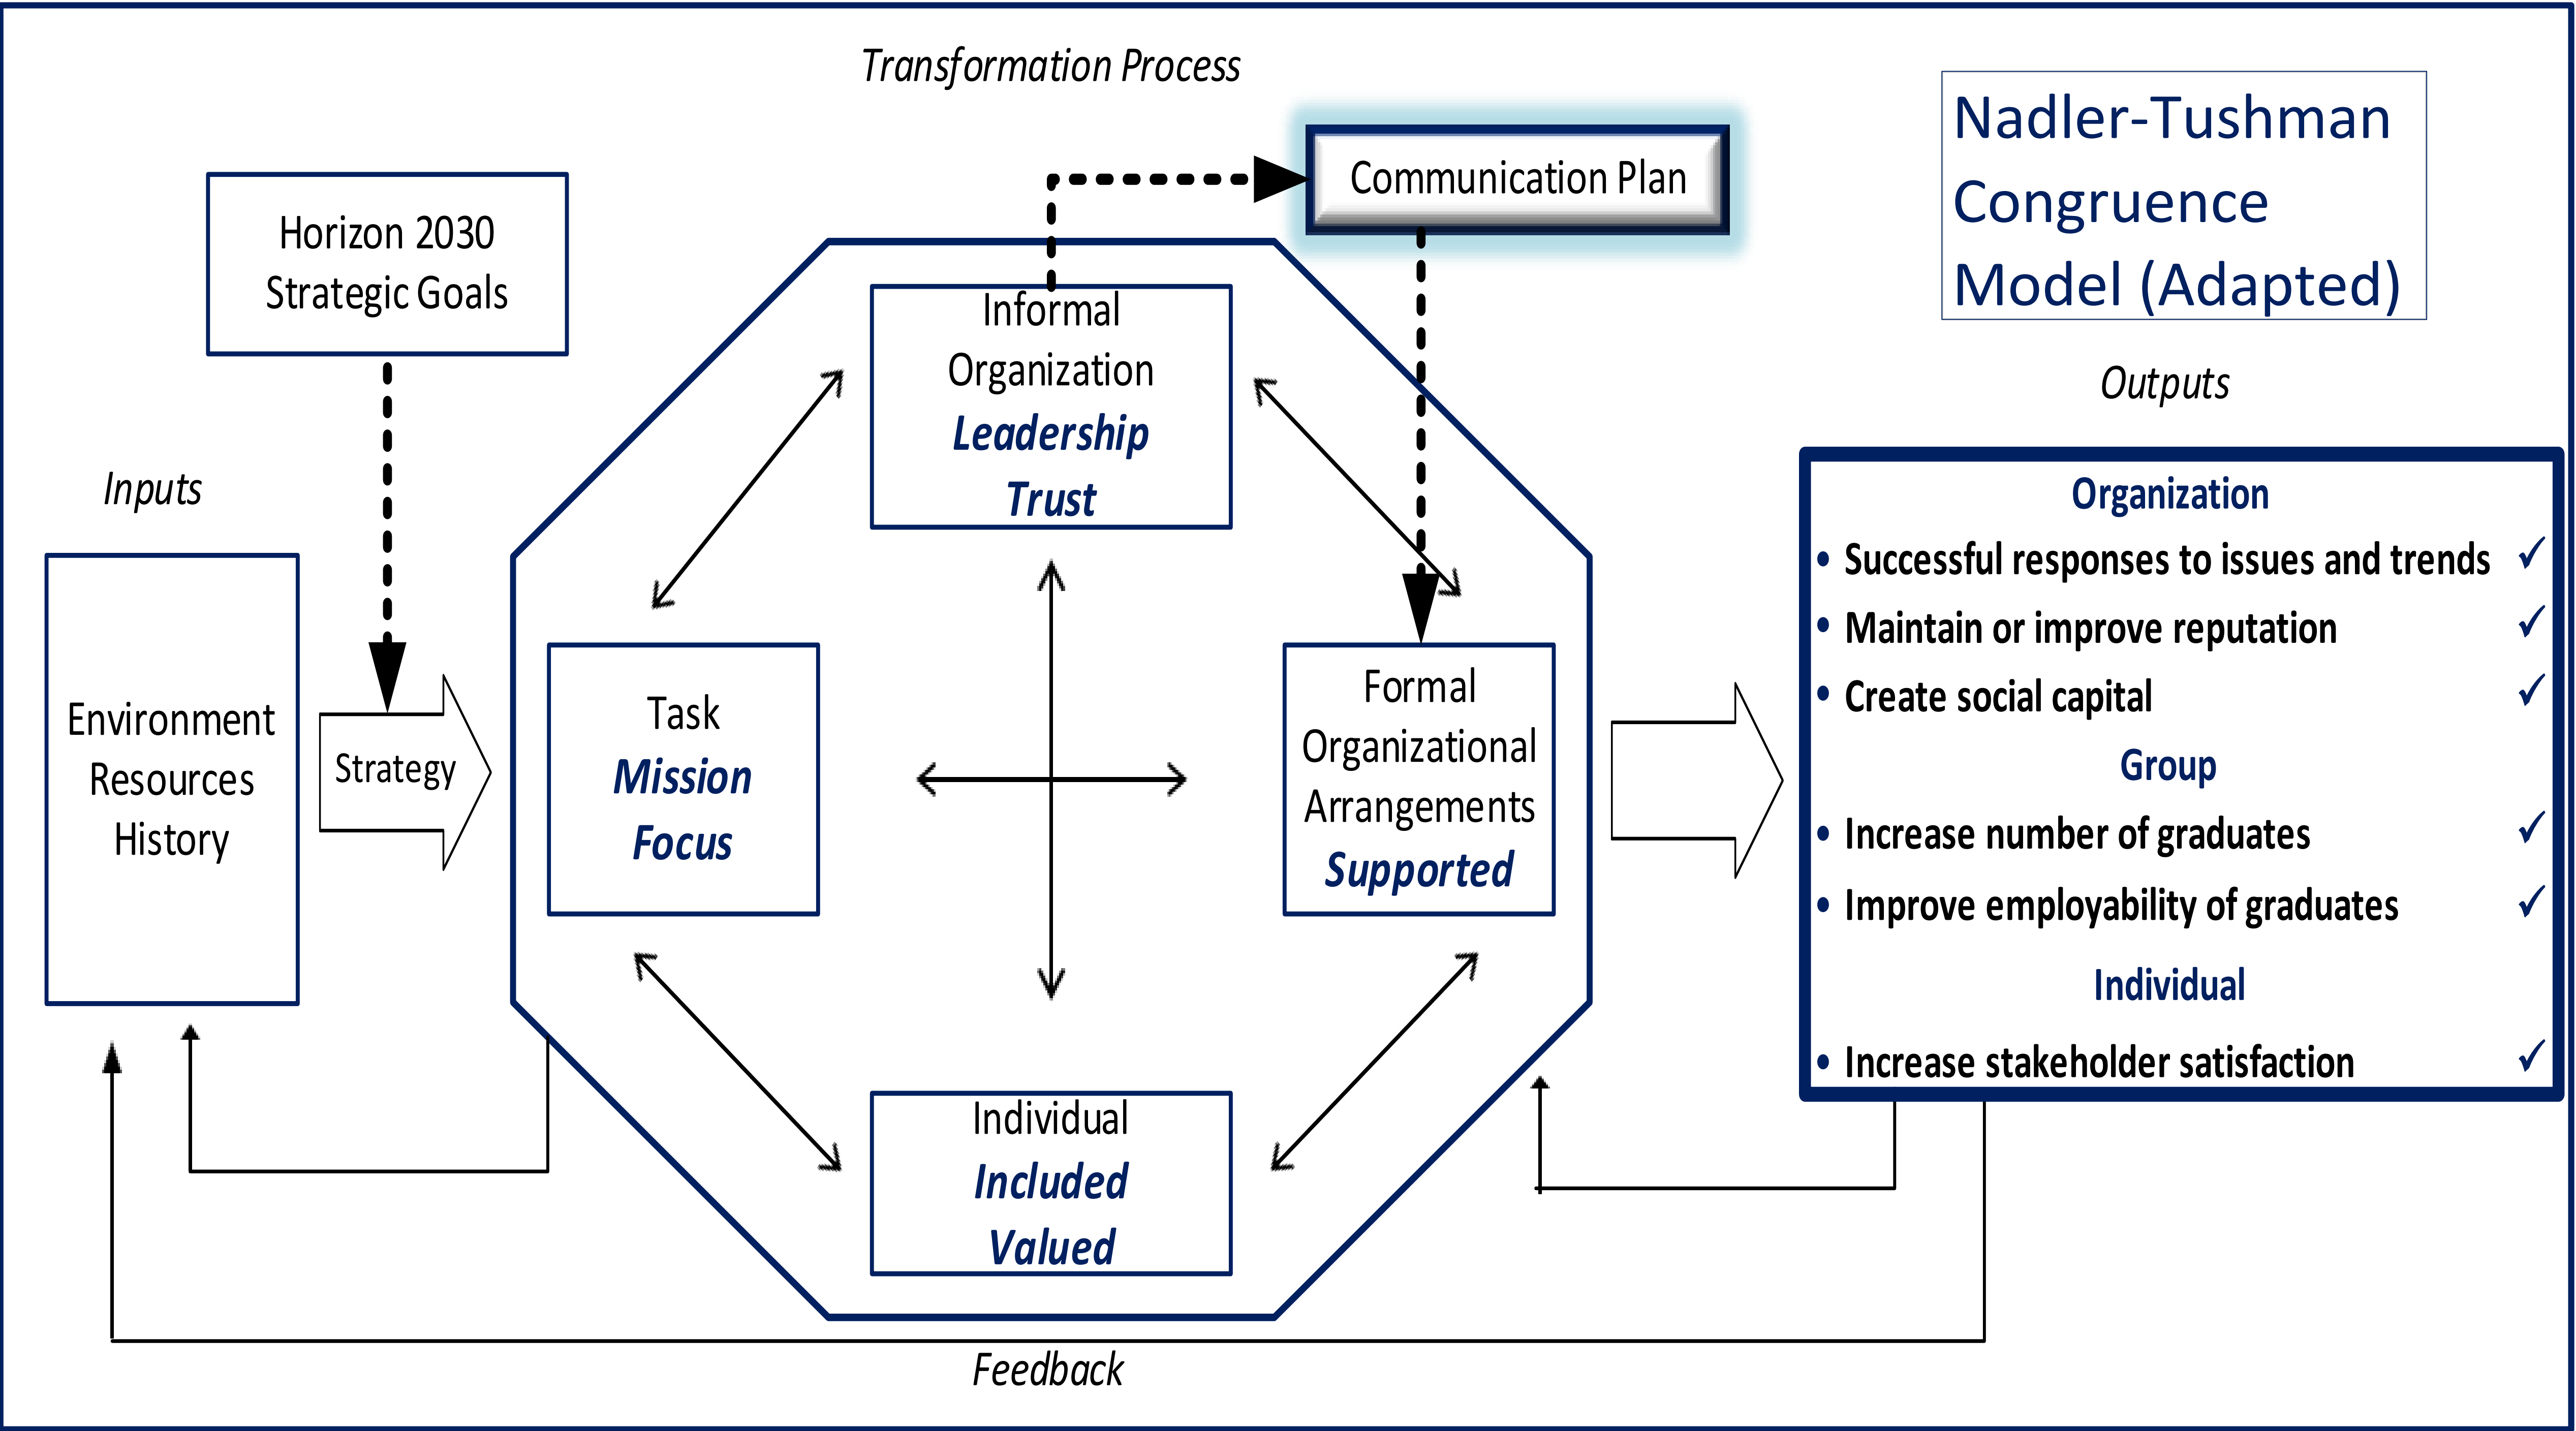 Transformation Process
Nadler-Tushman
Congruence
Model (Adapted)
Communication Plan
Horizon 2030
Strategic Goals
Informal
Organization
Leadership
Trust
Outputs
Inputs
Environment
Resources
History
Strategy
Task
Mission
Focus
Formal
Organizational
Arrangements
Supported
Organization
• Successful responses to issues and trends ✓
• Maintain or improve reputation ✓
• Create social capital ✓
Group
• Increase number of graduates ✓
• Improve employability of graduates ✓
Individual
• Increase stakeholder satisfaction ✓
Individual
Included
Valued
Feedback